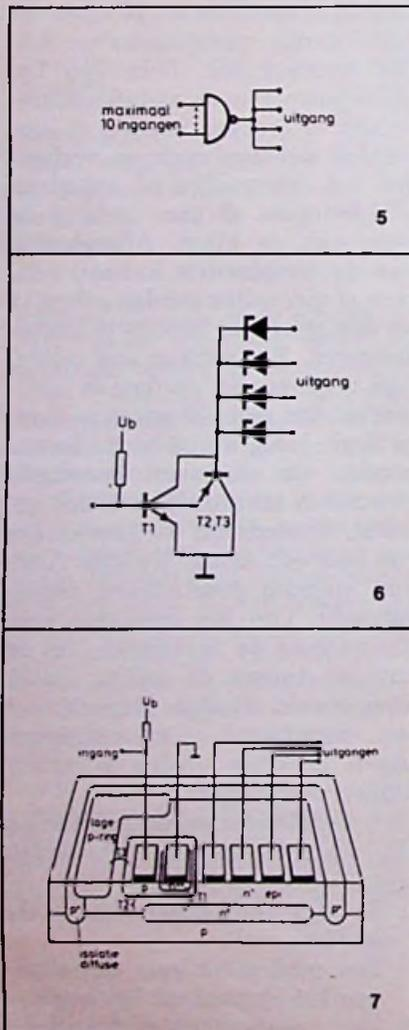 maximaal
10 ingangen
uitgang
5
uitgang
Ub
T1
T2,T3
6
Ub
ingang
uitgangen
lage
p-ring
p
T1
n⁻ epi
p⁺
n⁺
p⁺
p
isolatie
diffusie
7